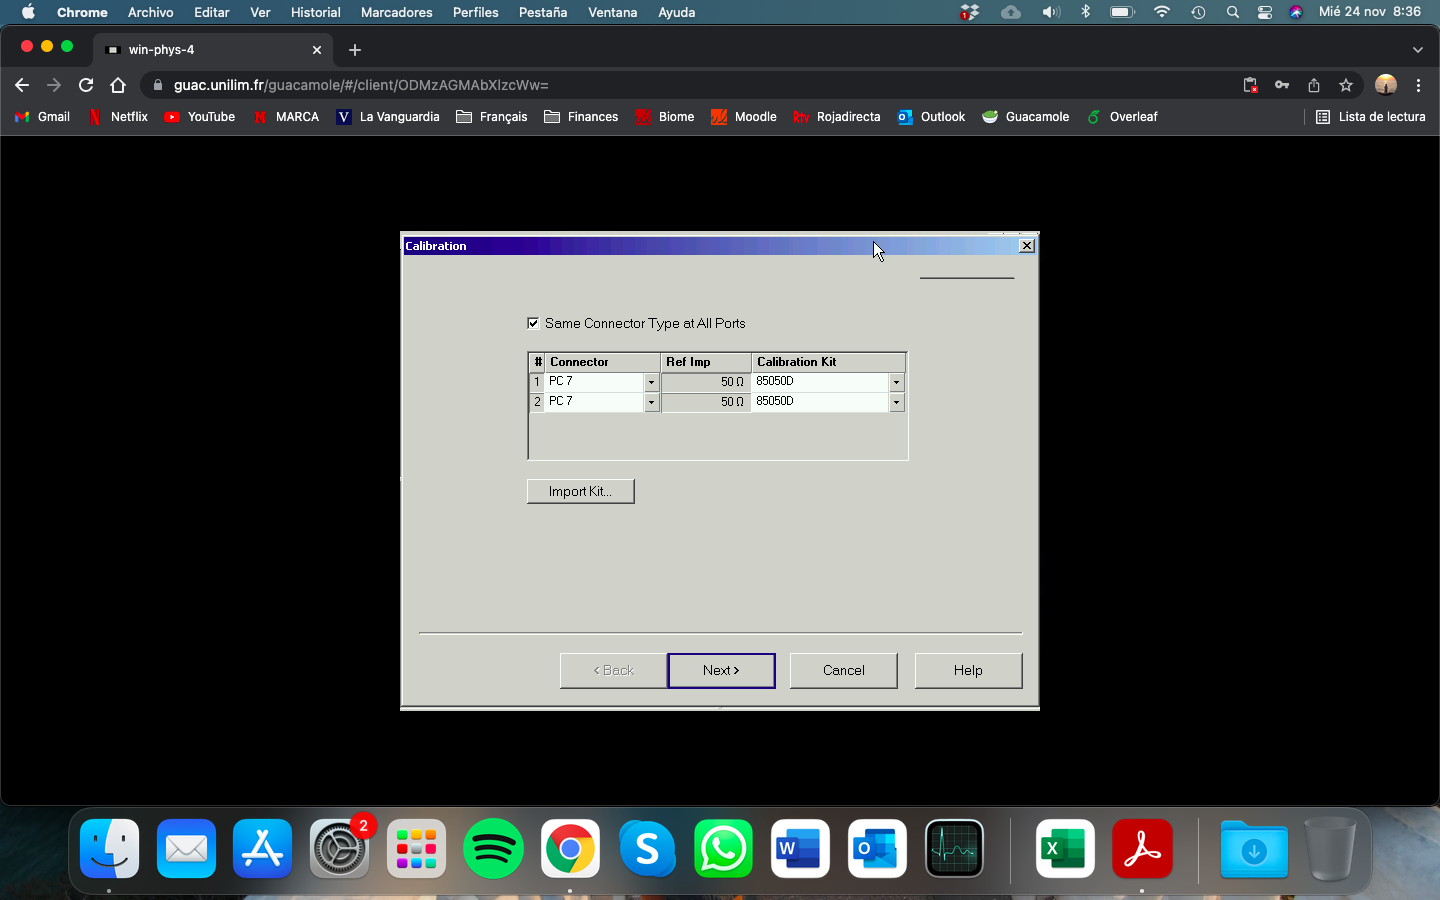 Chrome Archivo Editar Ver Historial Marcadores Perfiles Pestaña Ventana Ayuda 1 Mié 24 nov 8:36
win-phys-4
guac.unilim.fr/guacamole/#/client/ODMzAGMAbXlzcWw=
Gmail Netflix YouTube M MARCA V La Vanguardia Français Finances Biome Moodle Rtv Rojadirecta Outlook Guacamole Overleaf Lista de lectura
Calibration
Same Connector Type at All Ports
# Connector Ref Imp Calibration Kit
1 PC 7 50 Ω 85050D
2 PC 7 50 Ω 85050D
Import Kit...
< Back Next > Cancel Help
2
S W O X